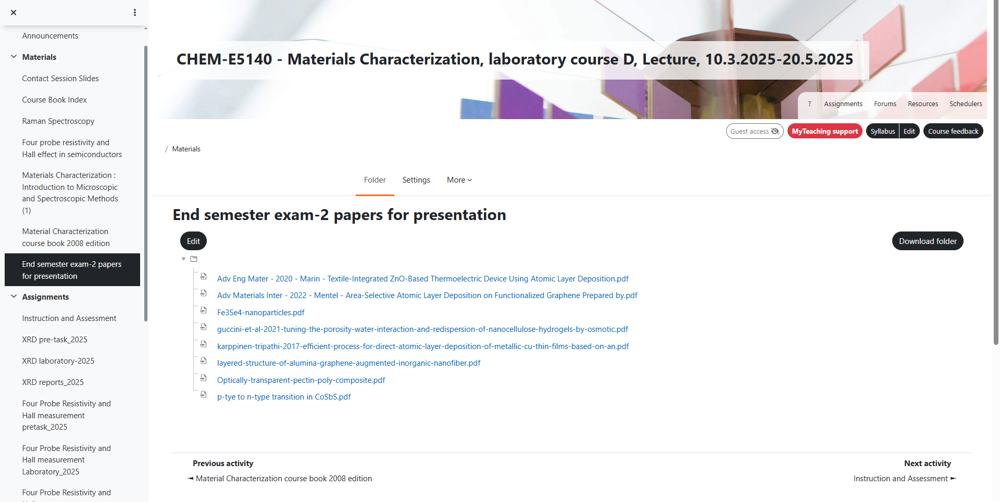 Announcements
Materials
Contact Session Slides
Course Book Index
Raman Spectroscopy
Four probe resistivity and
Hall effect in semiconductors
Materials Characterization :
Introduction to Microscopic
and Spectroscopic Methods
(1)
Material Characterization
course book 2008 edition
End semester exam-2 papers
for presentation
Assignments
Instruction and Assessment
XRD pre-task_2025
XRD laboratory-2025
XRD reports_2025
Four Probe Resistivity and
Hall measurement
pretask_2025
Four Probe Resistivity and
Hall measurement
Laboratory_2025
Four Probe Resistivity and
CHEM-E5140 - Materials Characterization, laboratory course D, Lecture, 10.3.2025-20.5.2025
? Assignments Forums Resources Schedulers
Guest access MyTeaching support Syllabus Edit Course feedback
/ Materials
Folder Settings More
End semester exam-2 papers for presentation
Edit Download folder
Adv Eng Mater - 2020 - Marin - Textile-Integrated ZnO-Based Thermoelectric Device Using Atomic Layer Deposition.pdf
Adv Materials Inter - 2022 - Mentel - Area-Selective Atomic Layer Deposition on Functionalized Graphene Prepared by.pdf
Fe3Se4-nanoparticles.pdf
guccini-et-al-2021-tuning-the-porosity-water-interaction-and-redispersion-of-nanocellulose-hydrogels-by-osmotic.pdf
karppinen-tripathi-2017-efficient-process-for-direct-atomic-layer-deposition-of-metallic-cu-thin-films-based-on-an.pdf
layered-structure-of-alumina-graphene-augmented-inorganic-nanofiber.pdf
Optically-transparent-pectin-poly-composite.pdf
p-tye to n-type transition in CoSbS.pdf
Previous activity Next activity
◄ Material Characterization course book 2008 edition Instruction and Assessment ►